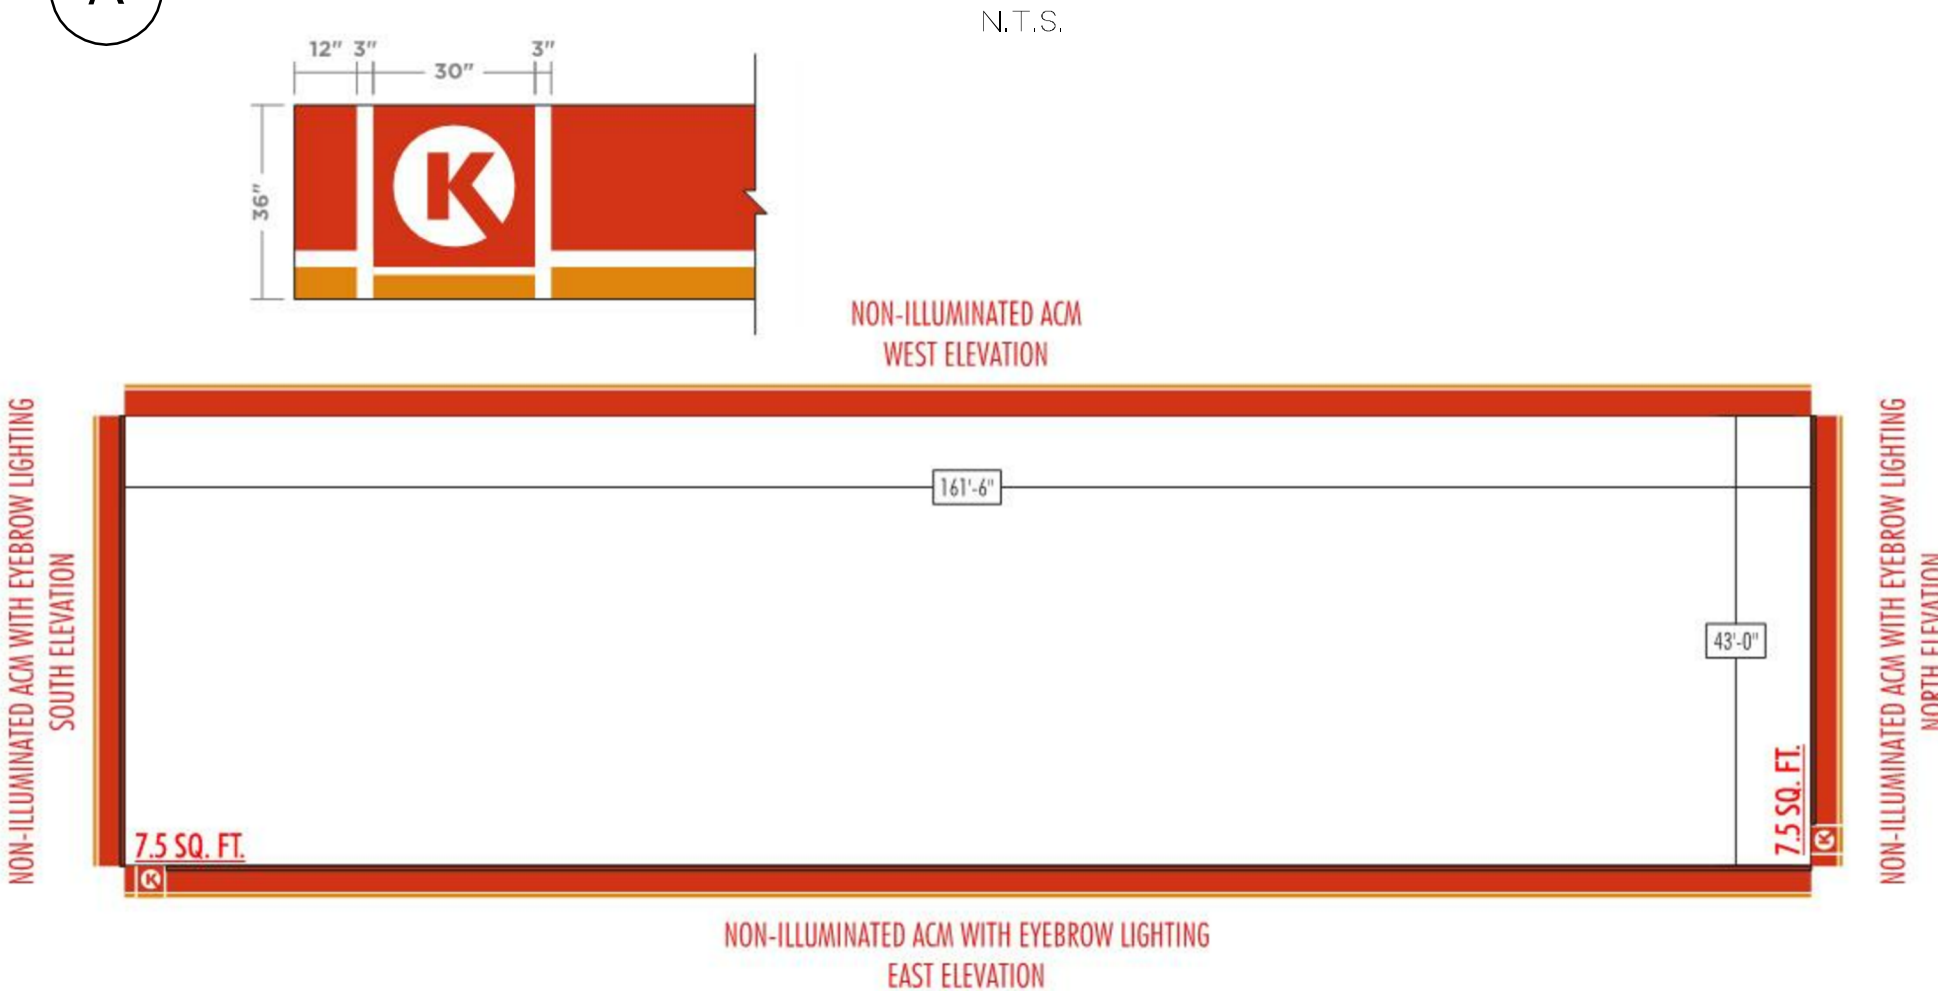 A
N.T.S.
12" 3" 30" 3"
36"
K
NON-ILLUMINATED ACM
WEST ELEVATION
NON-ILLUMINATED ACM WITH EYEBROW LIGHTING
SOUTH ELEVATION
161'-6"
43'-0"
7.5 SQ. FT.
K
7.5 SQ. FT.
K
NON-ILLUMINATED ACM WITH EYEBROW LIGHTING
NORTH ELEVATION
NON-ILLUMINATED ACM WITH EYEBROW LIGHTING
EAST ELEVATION